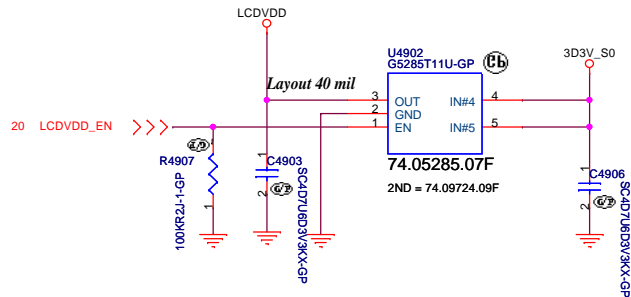 LCDVDD
U4902
G5285T11U-GP
3D3V_S0
Layout 40 mil
3 OUT IN#4 4
2 GND
1 EN IN#5 5
20 LCDVDD_EN
R4907
100KR2J-1-GP
1
2
C4903
SC4D7U6D3V3KX-GP
G/P
1
2
74.05285.07F
2ND = 74.09724.09F
C4906
SC4D7U6D3V3KX-GP
G/P
1
2